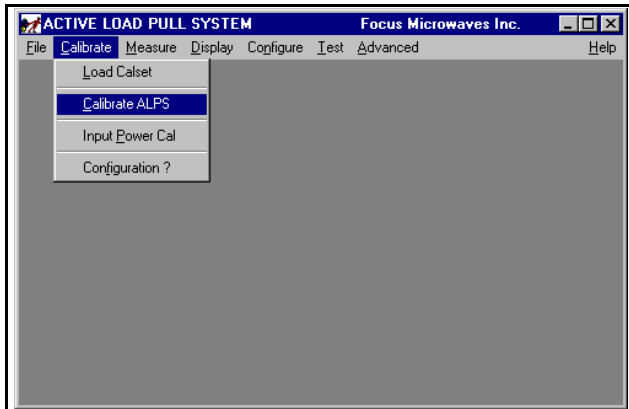 ACTIVE LOAD PULL SYSTEM Focus Microwaves Inc.
File Calibrate Measure Display Configure Test Advanced Help
Load Calset
Calibrate ALPS
Input Power Cal
Configuration ?